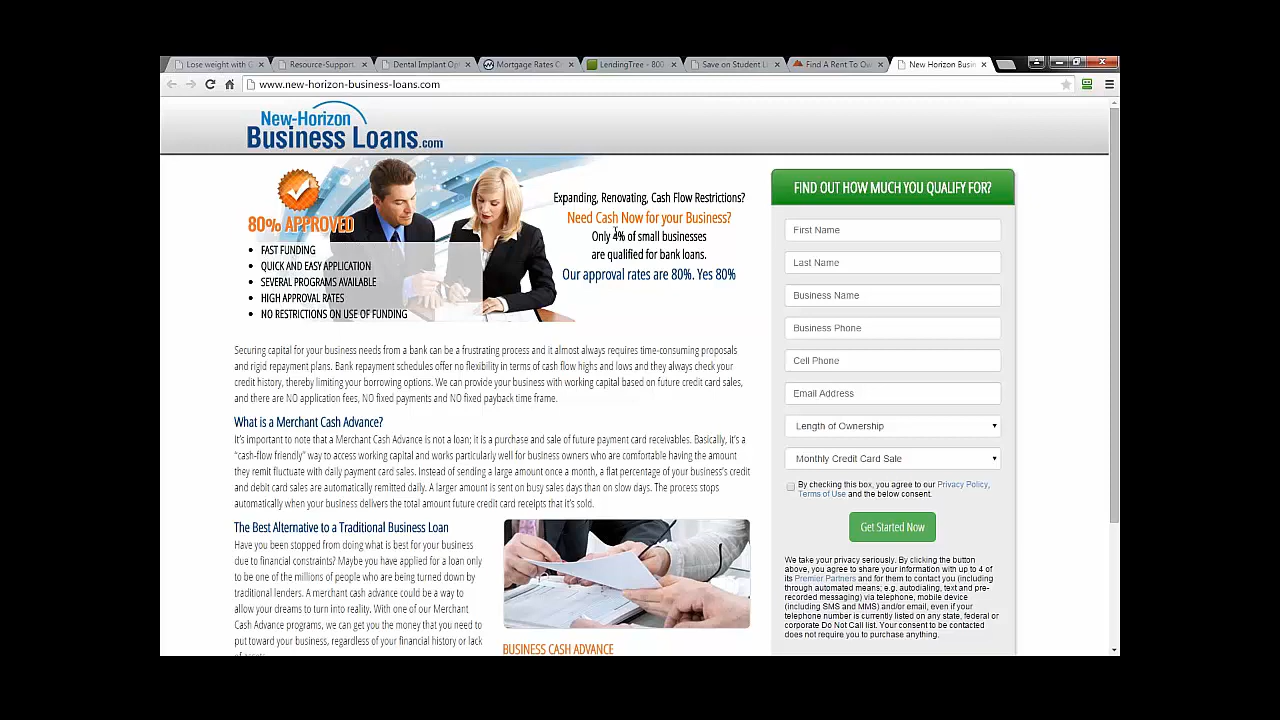 Lose weight with G
Resource-Support.
Dental Implant Op
Mortgage Rates O
LendingTree - 800
Save on Student L
Find A Rent To Ow
New Horizon Busin
www.new-horizon-business-loans.com
New-Horizon
Business Loans.com
80% APPROVED
• FAST FUNDING
• QUICK AND EASY APPLICATION
• SEVERAL PROGRAMS AVAILABLE
• HIGH APPROVAL RATES
• NO RESTRICTIONS ON USE OF FUNDING
Expanding, Renovating, Cash Flow Restrictions?
Need Cash Now for your Business?
Only 4% of small businesses
are qualified for bank loans.
Our approval rates are 80%. Yes 80%
Securing capital for your business needs from a bank can be a frustrating process and it almost always requires time-consuming proposals
and rigid repayment plans. Bank repayment schedules offer no flexibility in terms of cash flow highs and lows and they always check your
credit history, thereby limiting your borrowing options. We can provide your business with working capital based on future credit card sales,
and there are NO application fees, NO fixed payments and NO fixed payback time frame.
What is a Merchant Cash Advance?
It's important to note that a Merchant Cash Advance is not a loan; it is a purchase and sale of future payment card receivables. Basically, it's a
"cash-flow friendly" way to access working capital and works particularly well for business owners who are comfortable having the amount
they remit fluctuate with daily payment card sales. Instead of sending a large amount once a month, a flat percentage of your business's credit
and debit card sales are automatically remitted daily. A larger amount is sent on busy sales days than on slow days. The process stops
automatically when your business delivers the total amount future credit card receipts that it's sold.
The Best Alternative to a Traditional Business Loan
Have you been stopped from doing what is best for your business
due to financial constraints? Maybe you have applied for a loan only
to be one of the millions of people who are being turned down by
traditional lenders. A merchant cash advance could be a way to
allow your dreams to turn into reality. With one of our Merchant
Cash Advance programs, we can get you the money that you need to
put toward your business, regardless of your financial history or lack
of assets.
BUSINESS CASH ADVANCE
FIND OUT HOW MUCH YOU QUALIFY FOR?
First Name
Last Name
Business Name
Business Phone
Cell Phone
Email Address
Length of Ownership
Monthly Credit Card Sale
By checking this box, you agree to our Privacy Policy,
Terms of Use and the below consent.
Get Started Now
We take your privacy seriously. By clicking the button
above, you agree to share your information with up to 4 of
its Premier Partners and for them to contact you (including
through automated means; e.g. autodialing, text and pre-
recorded messaging) via telephone, mobile device
(including SMS and MMS) and/or email, even if your
telephone number is currently listed on any state, federal or
corporate Do Not Call list. Your consent to be contacted
does not require you to purchase anything.